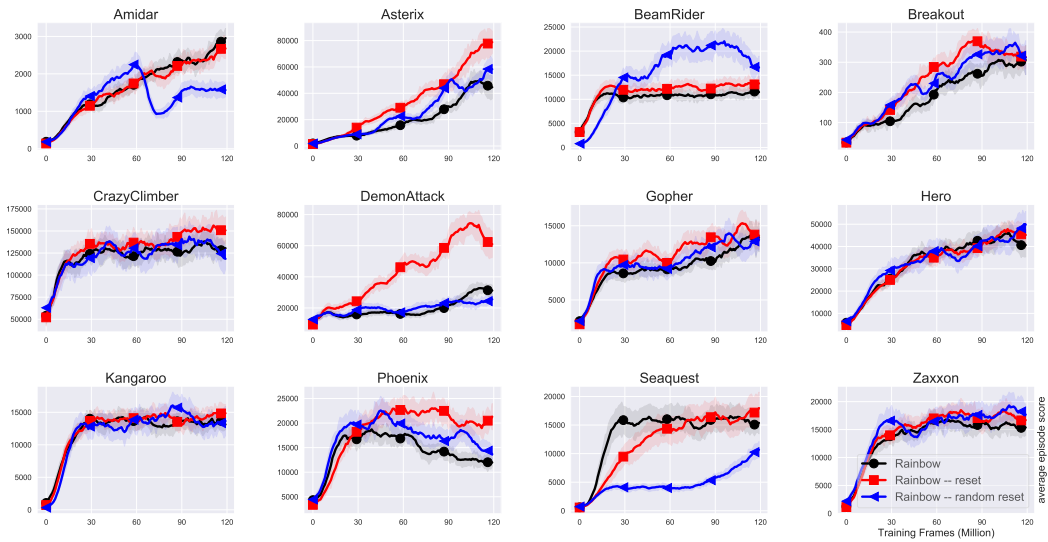 Amidar
Asterix
BeamRider
Breakout
3000
2000
1000
0
0 30 60 90 120
80000
60000
40000
20000
0
0 30 60 90 120
25000
20000
15000
10000
5000
0
0 30 60 90 120
400
300
200
100
0 30 60 90 120
CrazyClimber
DemonAttack
Gopher
Hero
175000
150000
125000
100000
75000
50000
0 30 60 90 120
80000
60000
40000
20000
0 30 60 90 120
15000
10000
5000
0 30 60 90 120
50000
40000
30000
20000
10000
0 30 60 90 120
Kangaroo
Phoenix
Seaquest
Zaxxon
15000
10000
5000
0
0 30 60 90 120
25000
20000
15000
10000
5000
0 30 60 90 120
20000
15000
10000
5000
0
0 30 60 90 120
20000
15000
10000
5000
0
0 30 60 90 120
Rainbow
Rainbow -- reset
Rainbow -- random reset
Training Frames (Million)
average episode score